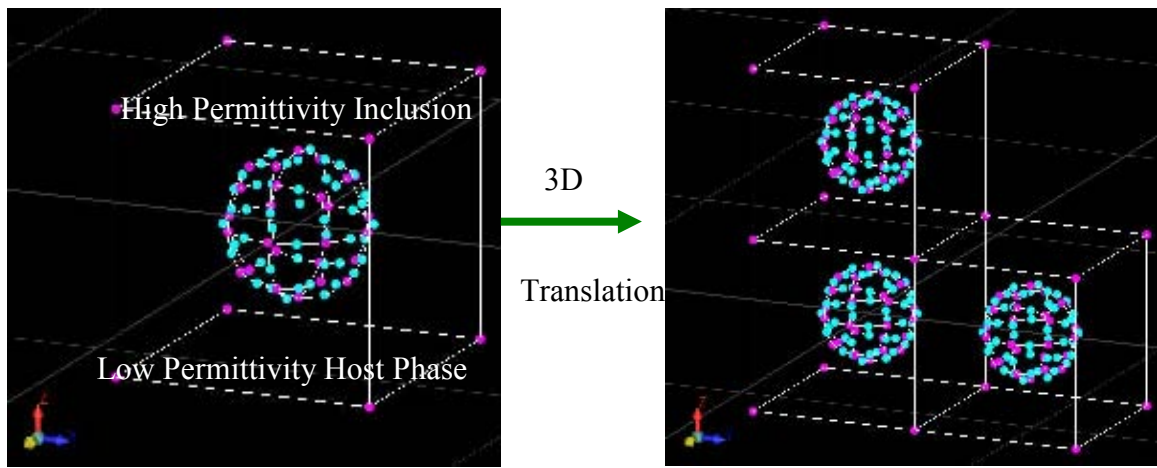 High Permittivity Inclusion
Low Permittivity Host Phase
3D
Translation